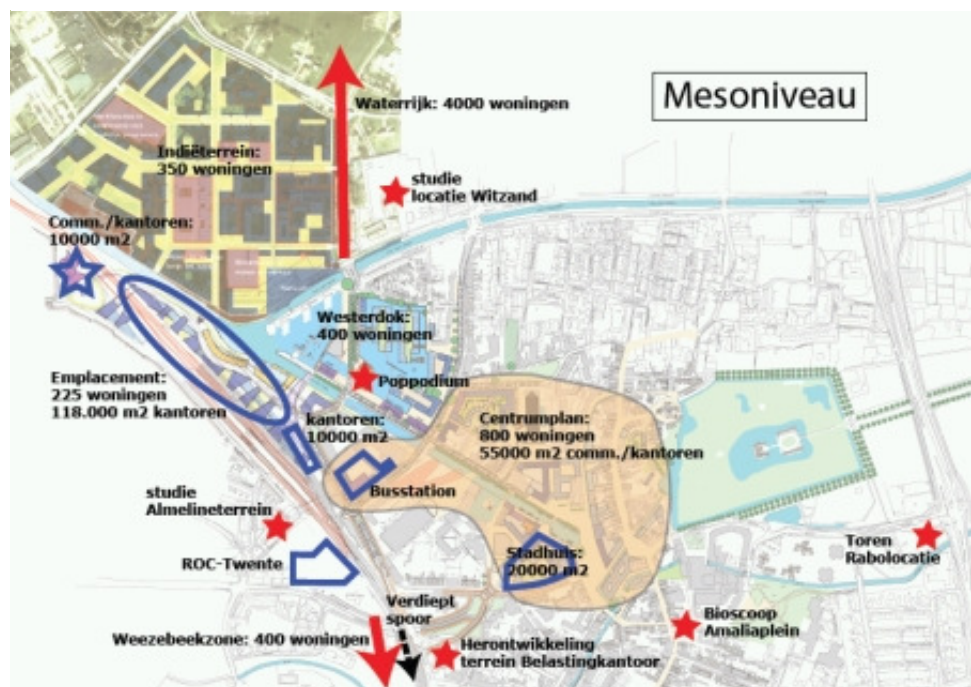 Mesoniveau
Waterrijk: 4000 woningen
Indiëterrein:
350 woningen
studie
locatie Witzand
Comm./kantoren:
10000 m2
Westerdok:
400 woningen
Emplacement:
225 woningen
118.000 m2 kantoren
Poppodium
kantoren:
10000 m2
Centrumplan:
800 woningen
55000 m2 comm./kantoren
Busstation
studie
Almelineterrein
ROC-Twente
Stadhuis:
20000 m2
Toren
Rabolocatie
Verdiept
spoor
Weezebeekzone: 400 woningen
Bioscoop
Amaliaplein
Herontwikkeling
terrein Belastingkantoor